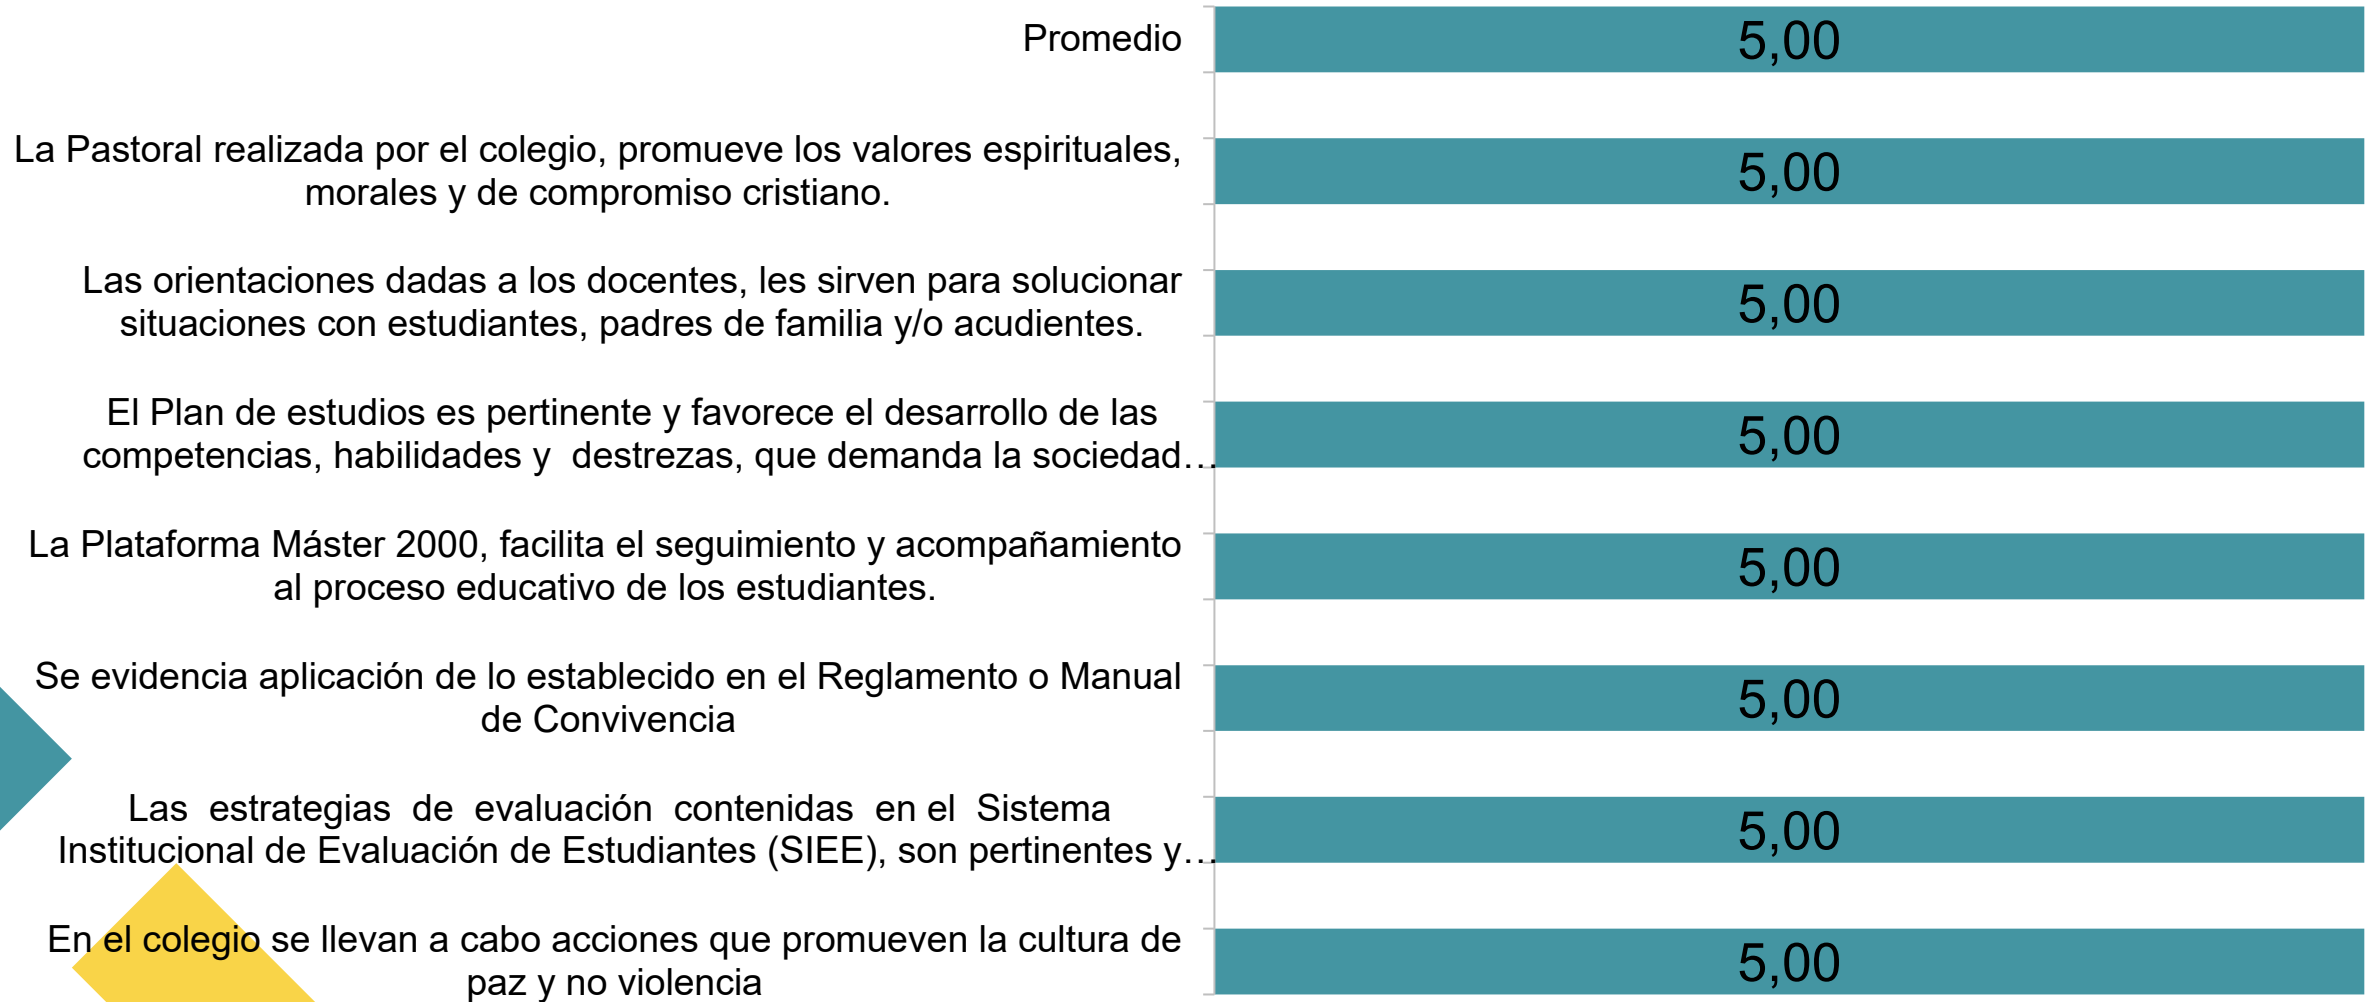 Promedio
5,00
La Pastoral realizada por el colegio, promueve los valores espirituales,
morales y de compromiso cristiano.
5,00
Las orientaciones dadas a los docentes, les sirven para solucionar
situaciones con estudiantes, padres de familia y/o acudientes.
5,00
El Plan de estudios es pertinente y favorece el desarrollo de las
competencias, habilidades y  destrezas, que demanda la sociedad…
5,00
La Plataforma Máster 2000, facilita el seguimiento y acompañamiento
al proceso educativo de los estudiantes.
5,00
Se evidencia aplicación de lo establecido en el Reglamento o Manual
de Convivencia
5,00
Las  estrategias  de  evaluación  contenidas  en el  Sistema
Institucional de Evaluación de Estudiantes (SIEE), son pertinentes y…
5,00
En el colegio se llevan a cabo acciones que promueven la cultura de
paz y no violencia
5,00